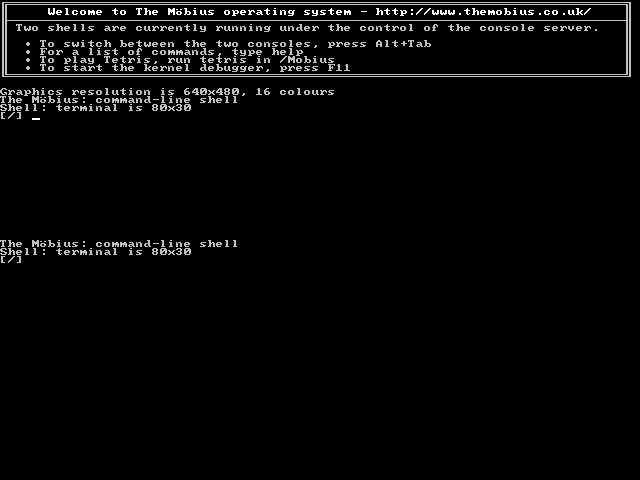 Welcome to The Möbius operating system - http://www.themobius.co.uk/
Two shells are currently running under the control of the console server.
• To switch between the two consoles, press Alt+Tab
• For a list of commands, type help
• To play Tetris, run tetris in /Möbius
• To start the kernel debugger, press F11
Graphics resolution is 640x480, 16 colours
The Möbius: command-line shell
Shell: terminal is 80x30
[/] _
The Möbius: command-line shell
Shell: terminal is 80x30
[/]